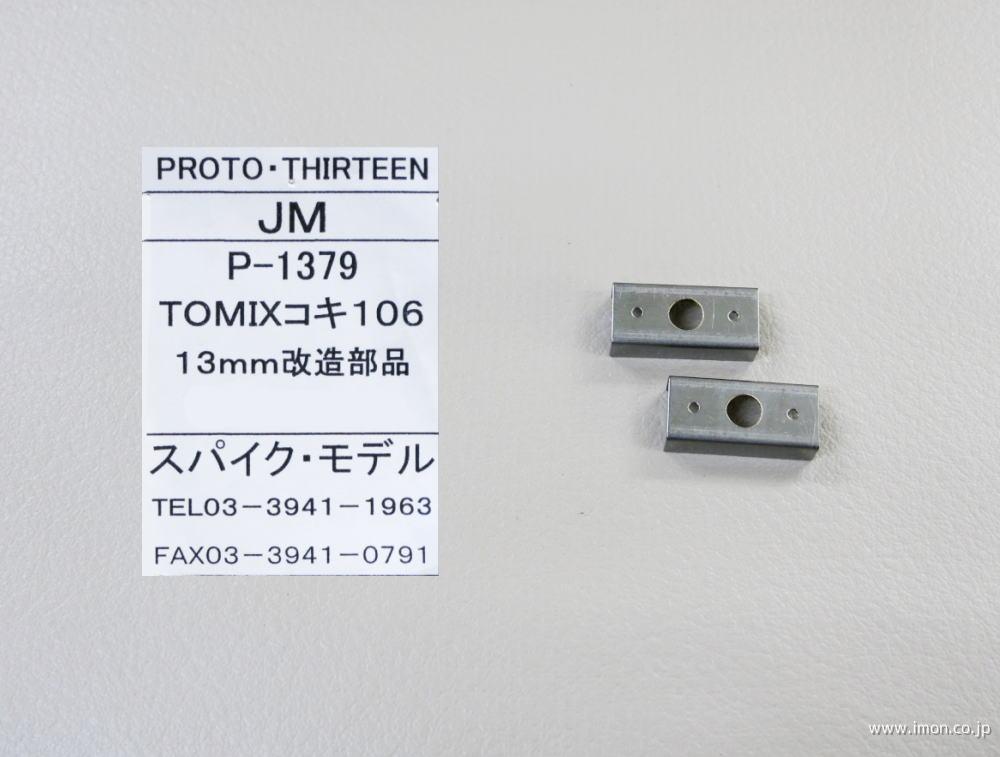 PROTO・THIRTEEN
JM
P-1379
TOMIXコキ106
13mm改造部品
スパイク・モデル
TEL03-3941-1963
FAX03-3941-0791
www.imon.co.jp